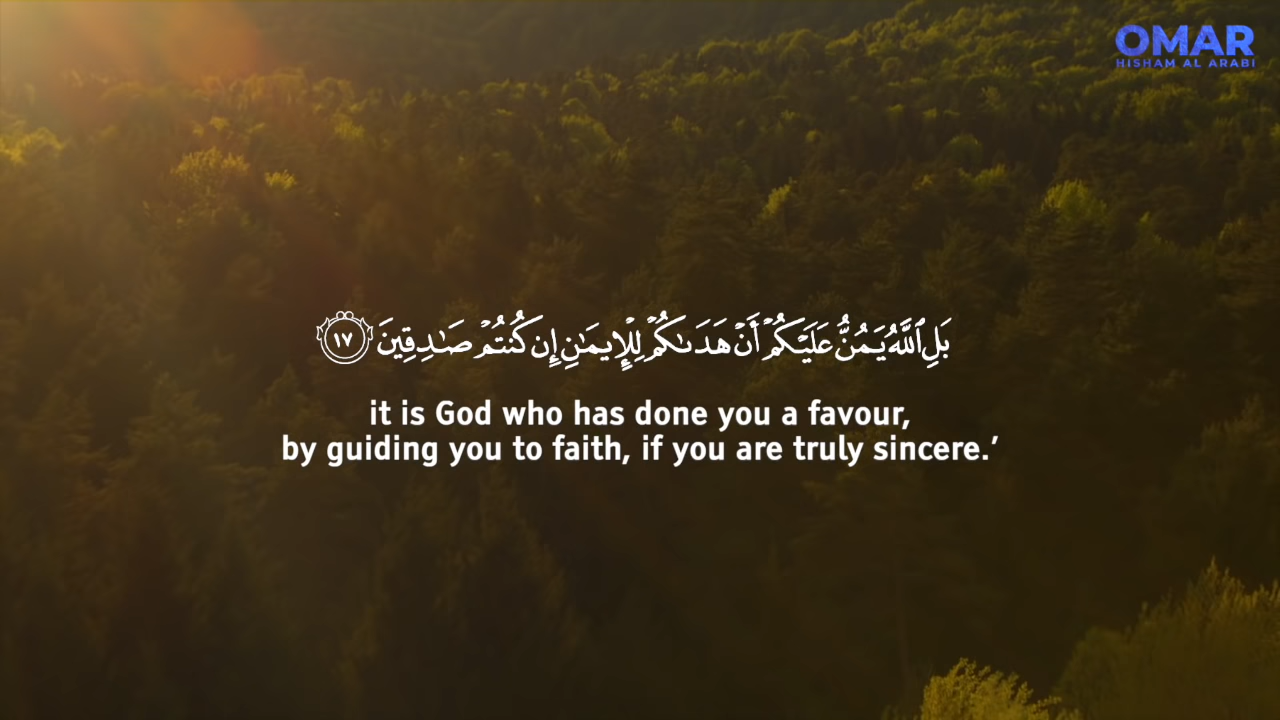 OMAR
HISHAM AL ARABI
بَلِ ٱللَّهُ يَمُنُّ عَلَيْكُمْ أَنْ هَدَىٰكُمْ لِلْإِيمَـٰنِ إِن كُنتُمْ صَـٰدِقِينَ ١٧
it is God who has done you a favour,
by guiding you to faith, if you are truly sincere.’